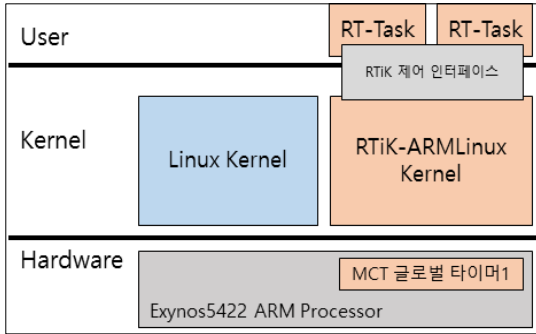 User
RT-Task
RT-Task
RTiK 제어 인터페이스
Kernel
Linux Kernel
RTiK-ARMLinux
Kernel
Hardware
MCT 글로벌 타이머1
Exynos5422 ARM Processor